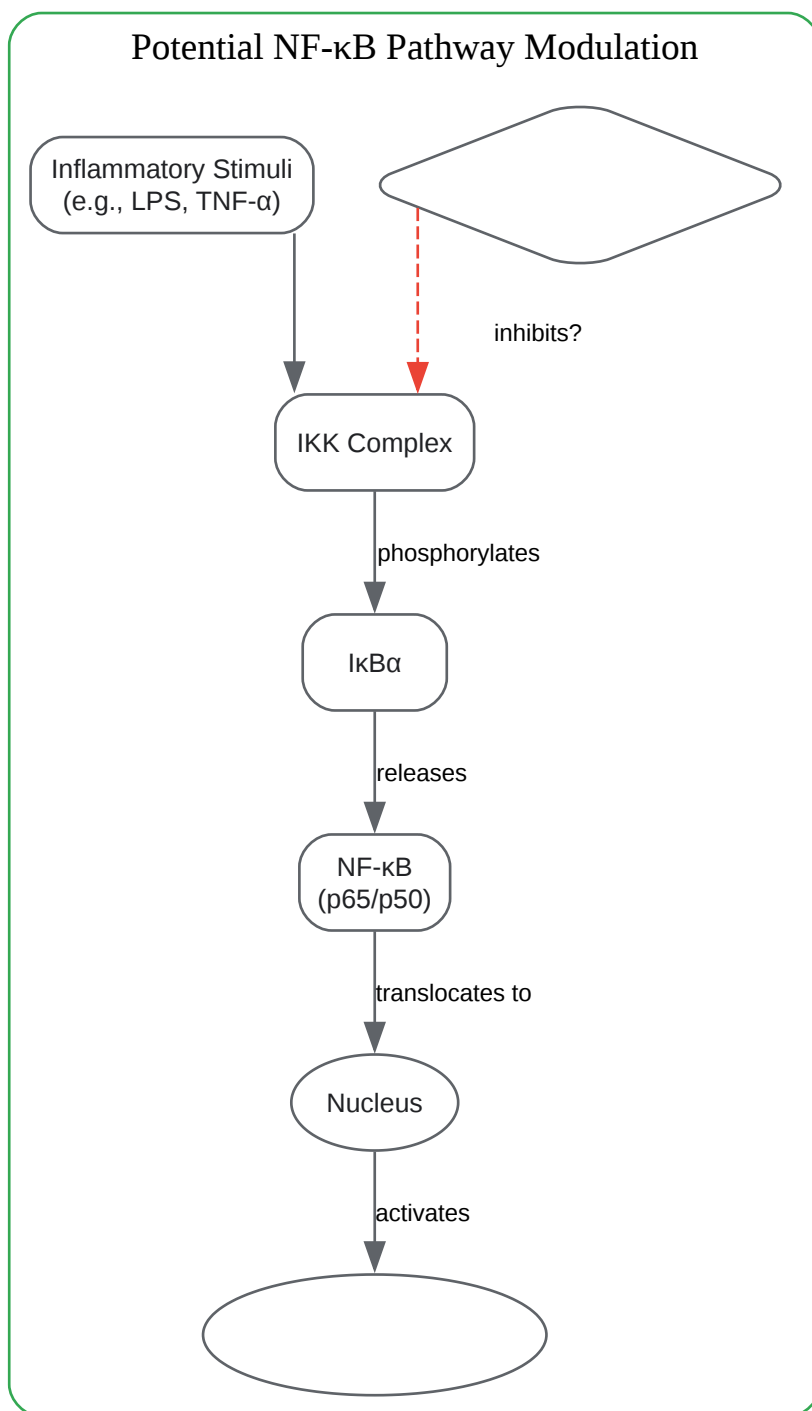 Potential NF-κB Pathway Modulation
Inflammatory Stimuli
(e.g., LPS, TNF-α)
inhibits?
IKK Complex
phosphorylates
IκBα
releases
NF-κB
(p65/p50)
translocates to
Nucleus
activates